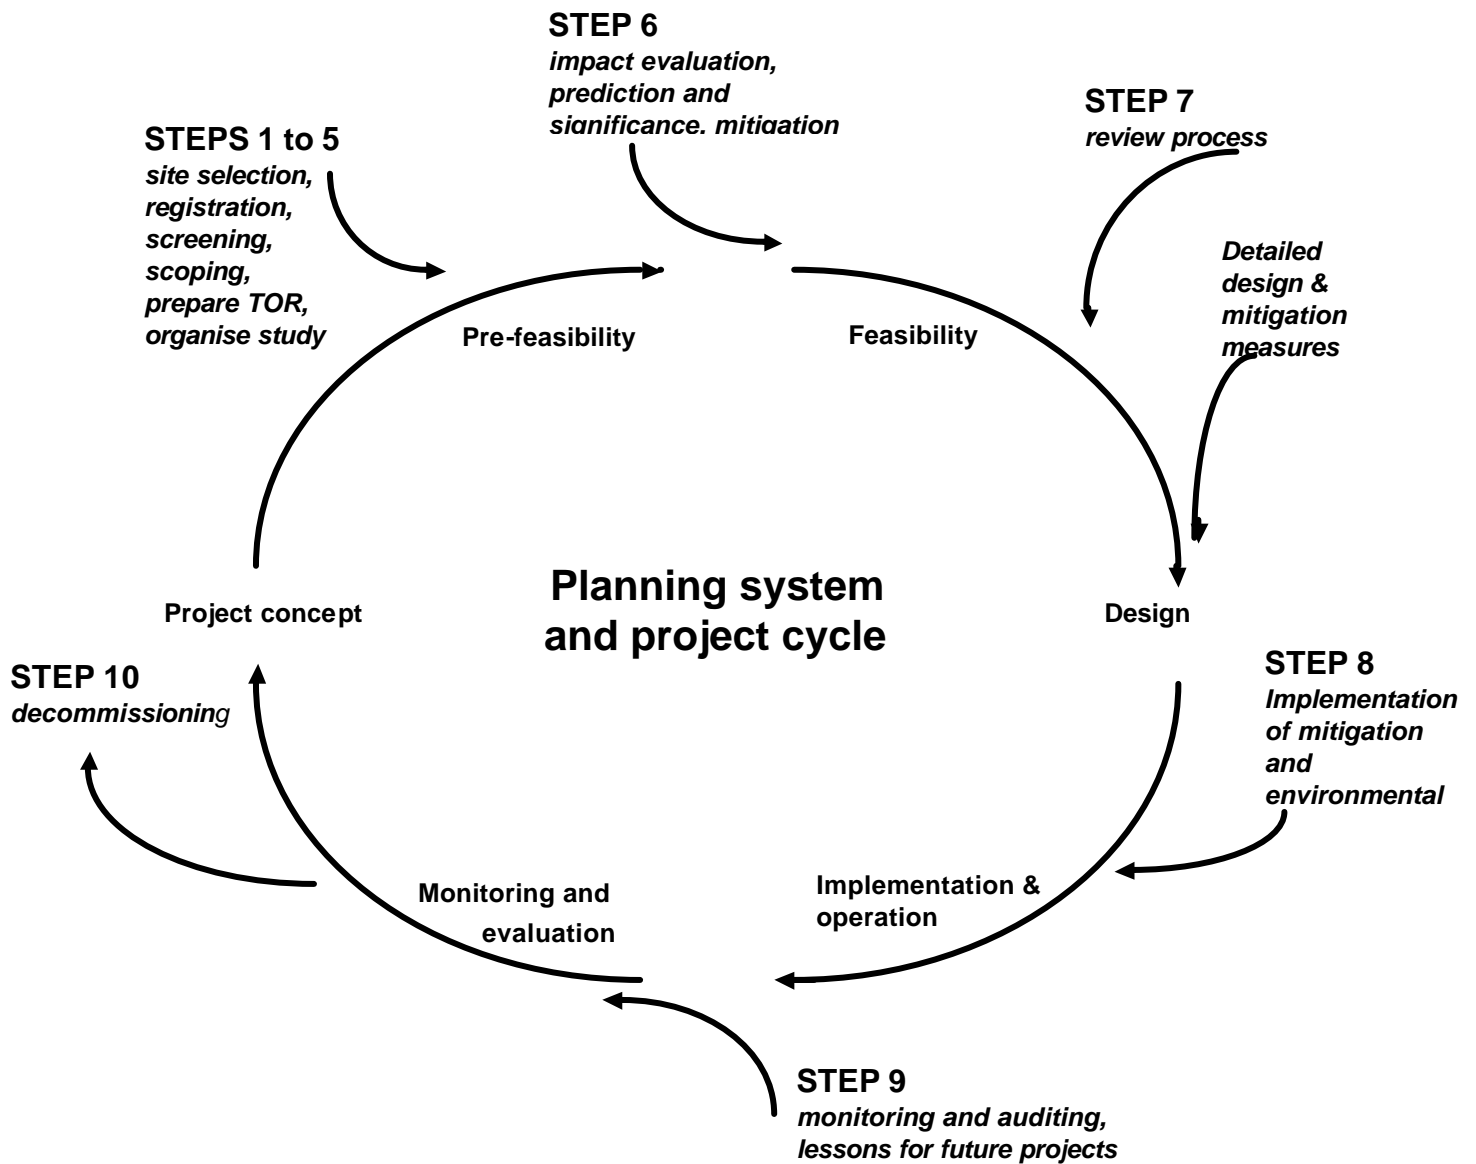 STEP 6
impact evaluation,
prediction and
significance, mitigation
STEPS 1 to 5
site selection,
registration,
screening,
scoping,
prepare TOR,
organise study
STEP 7
review process
Detailed
design &
mitigation
measures
Pre-feasibility
Feasibility
Project concept
Planning system
and project cycle
Design
STEP 10
decommissioning
STEP 8
Implementation
of mitigation
and
environmental
Monitoring and
evaluation
Implementation &
operation
STEP 9
monitoring and auditing,
lessons for future projects